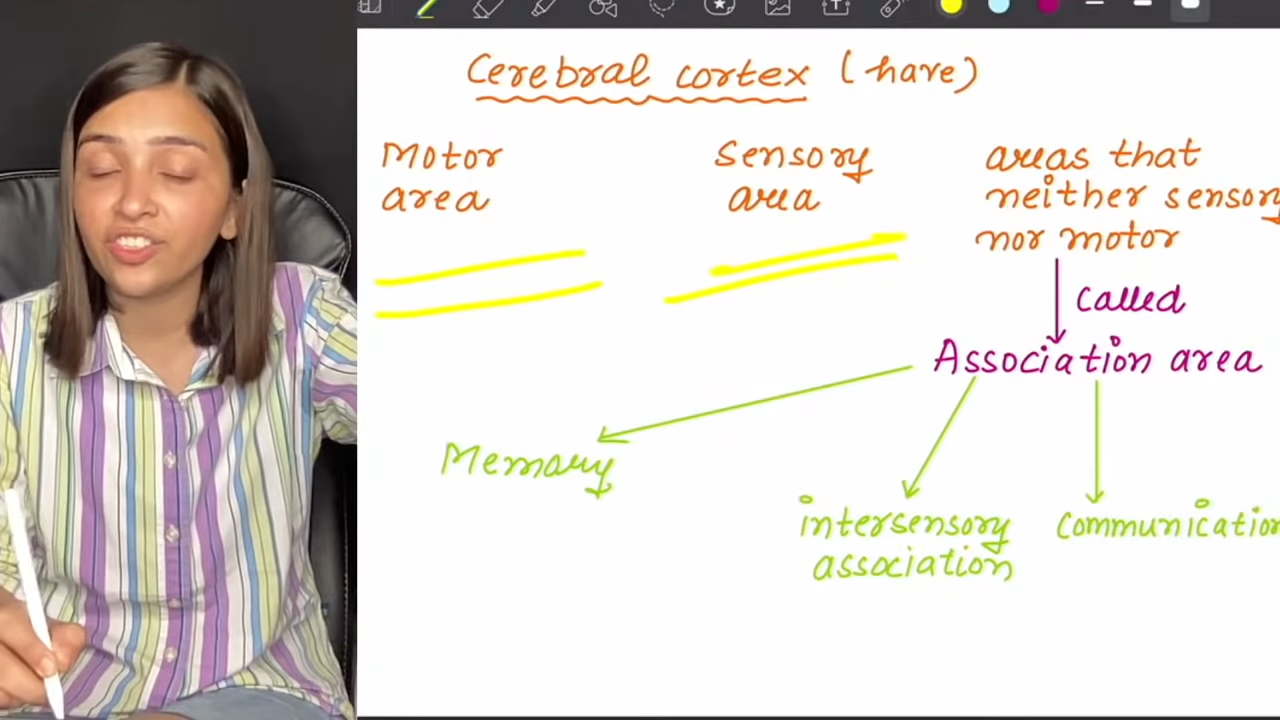 Cerebral cortex (have)
Motor area
Sensory area
areas that
neither sensory
nor motor
called
Association area
Memary
intersensory association
Communication